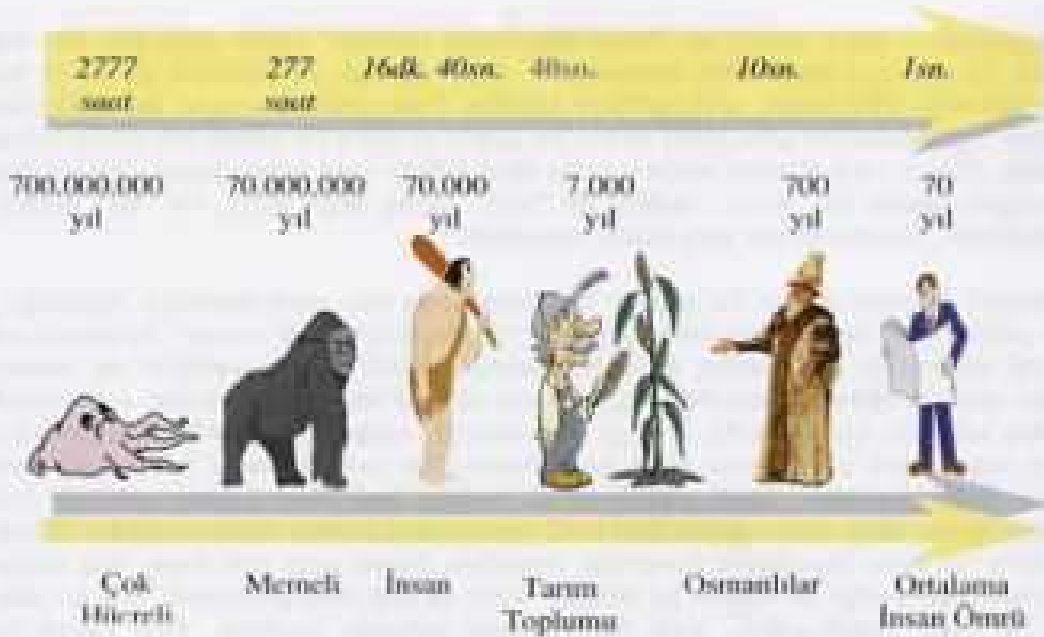 2777
saat
277
saat
16dk. 40sn.
40sn.
10sn.
1sn.
700.000.000
yıl
70.000.000
yıl
70.000
yıl
7.000
yıl
700
yıl
70
yıl
Çok
Hücreli
Memeli
İnsan
Tarım
Toplumu
Osmanlılar
Ortalama
İnsan Ömrü